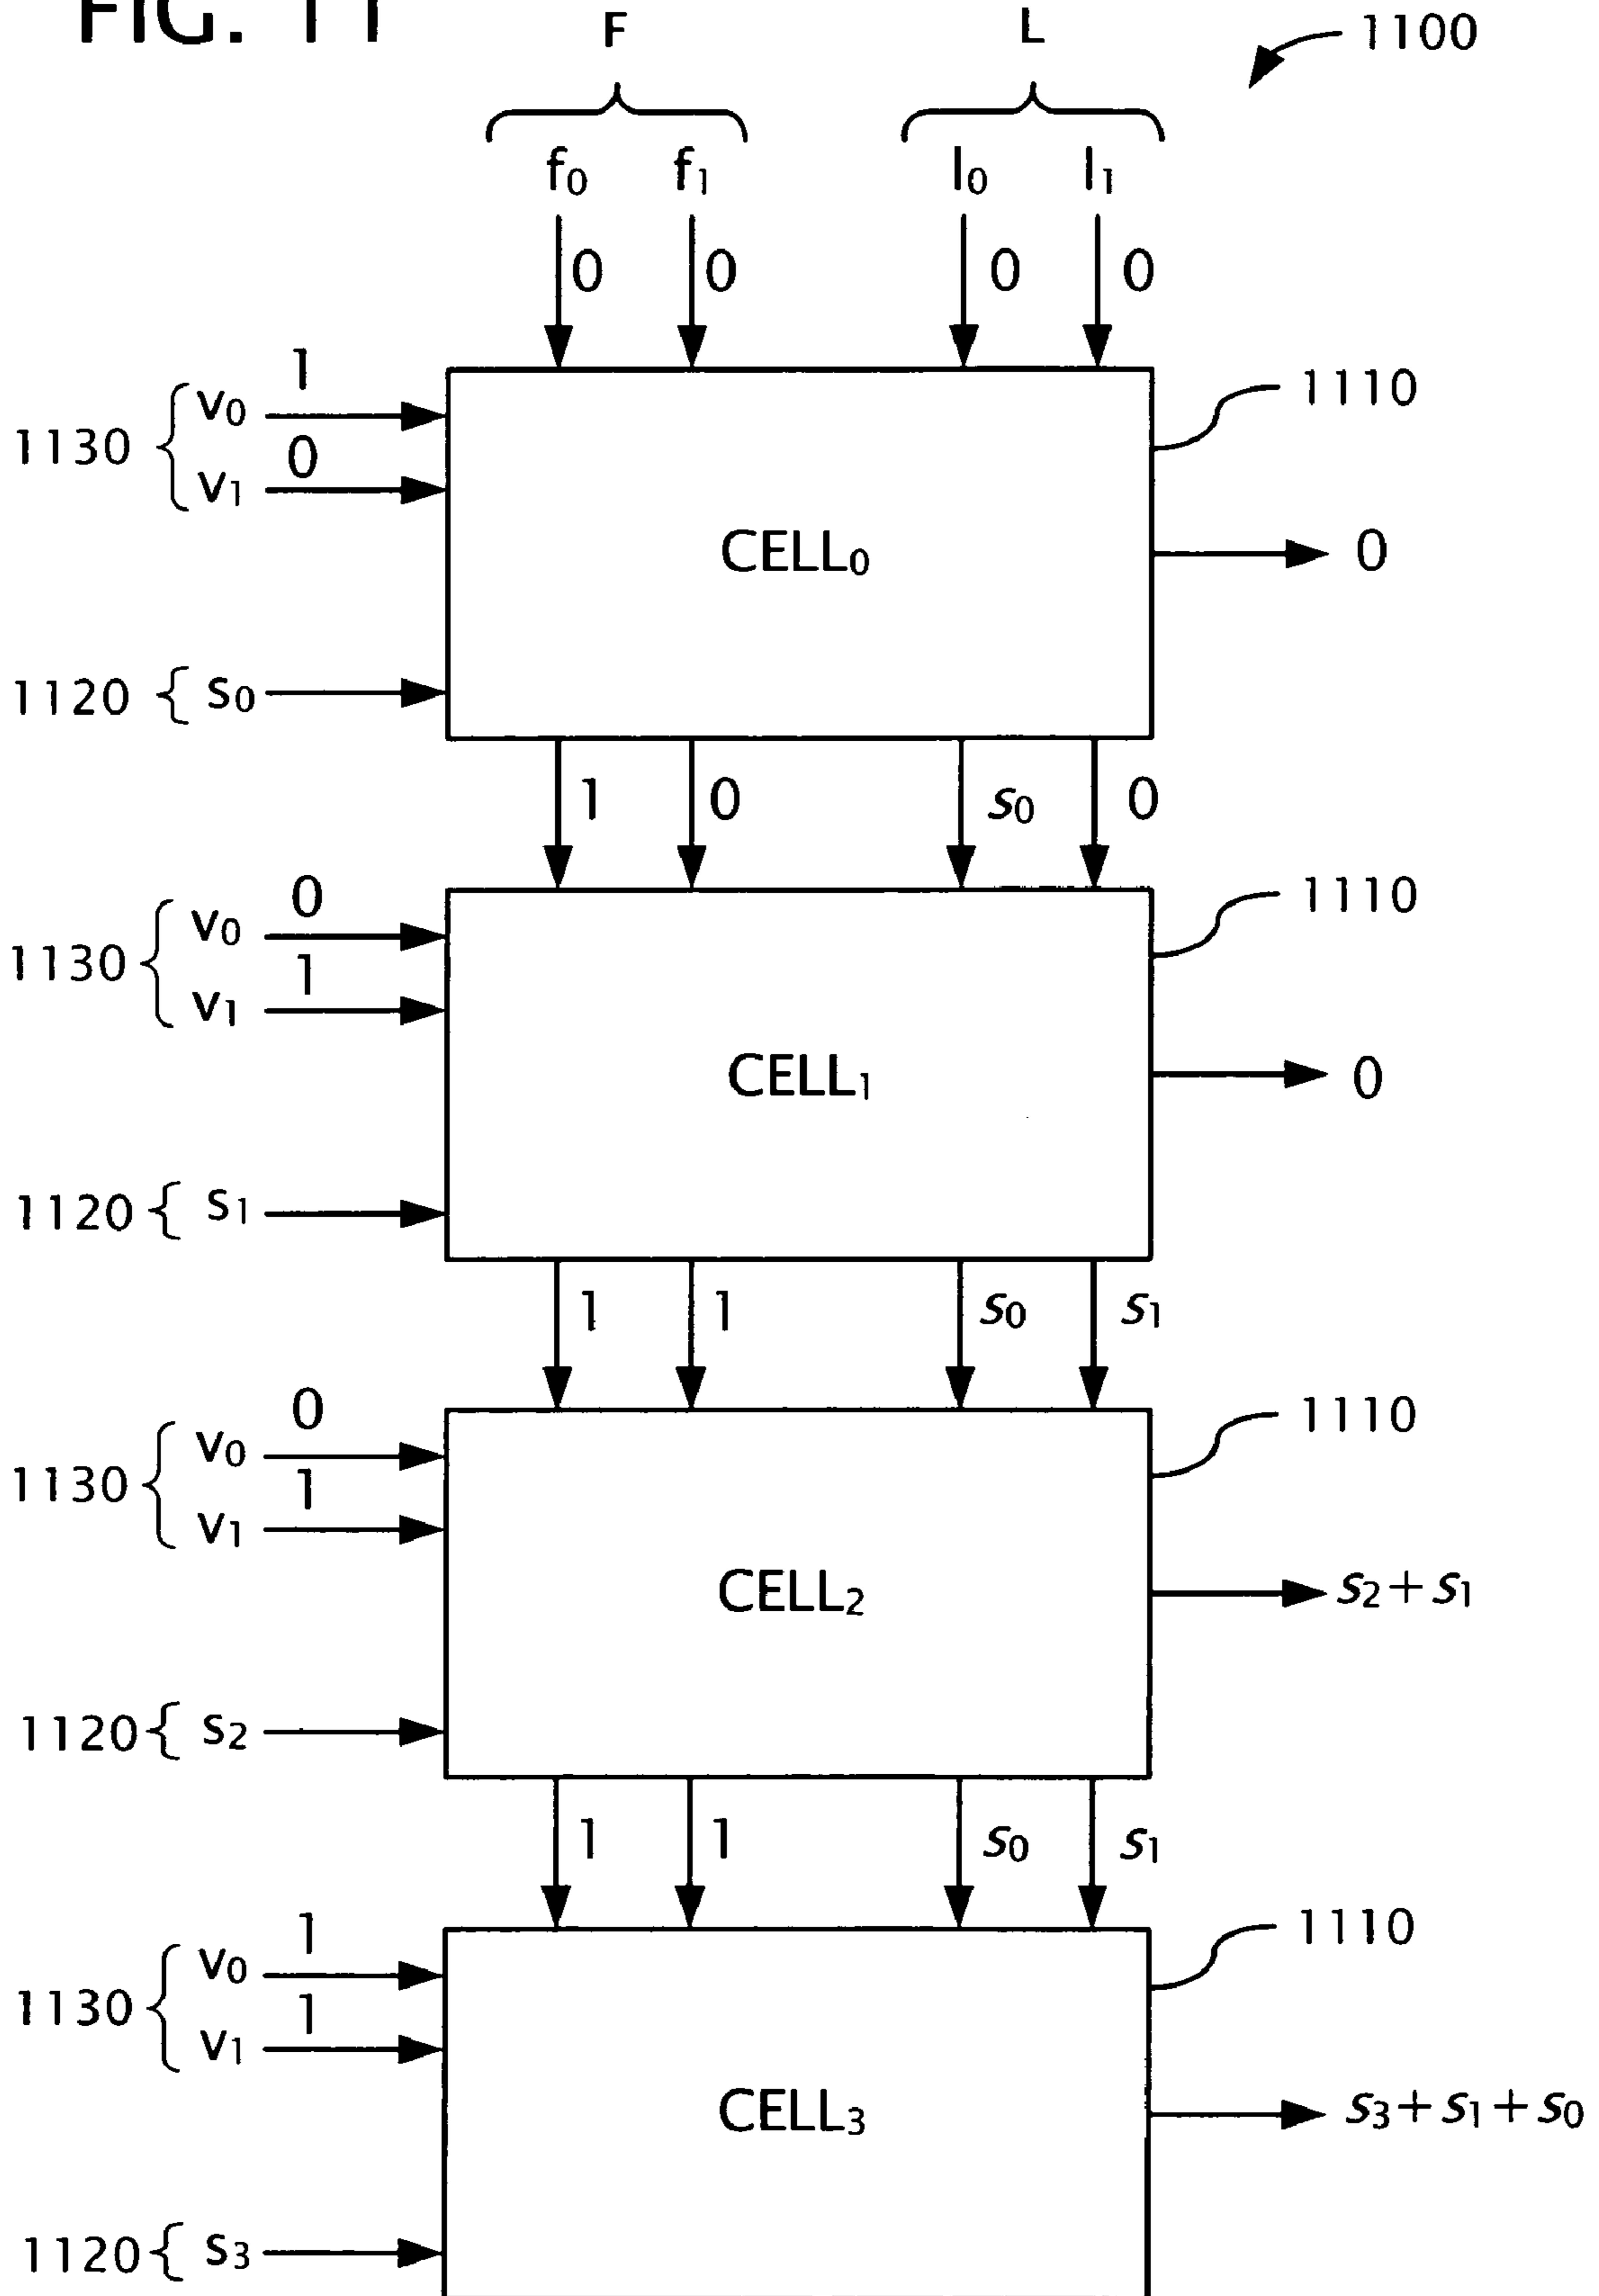 FIG. 11
F L 1100
f₀ f₁ l₀ l₁
0 0 0 0
1 1110
1130 { v₀
0
v₁
CELL₀ 0
1120 { s₀
1 0 s₀ 0
0 1110
1130 { v₀
1
v₁
CELL₁ 0
1120 { s₁
1 1 s₀ s₁
0 1110
1130 { v₀
1
v₁
CELL₂ s₂+s₁
1120 { s₂
1 1 s₀ s₁
1 1110
1130 { v₀
1
v₁
CELL₃ s₃+s₁+s₀
1120 { s₃